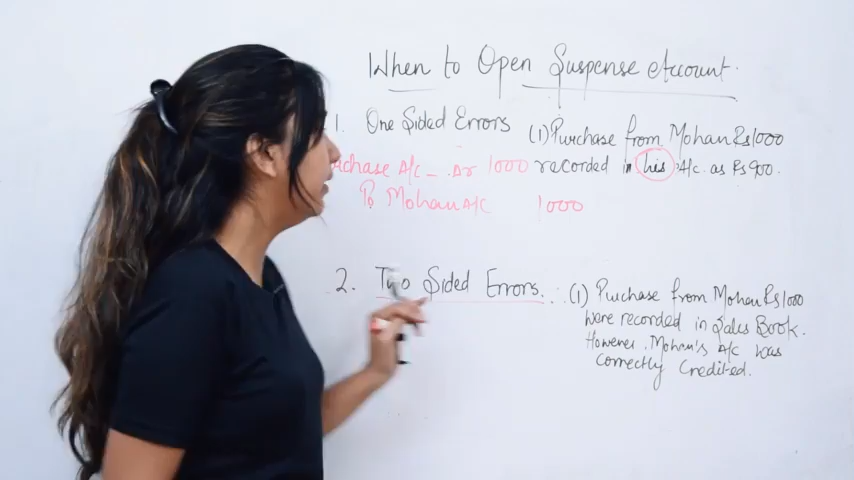 When to Open Suspense Account.
1. One Sided Errors (1) Purchase from Mohan Rs1000
recorded in his A/c. as Rs 900.
rchase A/c - Dr 1000
To Mohan A/c 1000
2. Two Sided Errors. (1) Purchase from Mohan Rs1000
were recorded in Sales Book.
However, Mohan's A/c was
correctly credited.